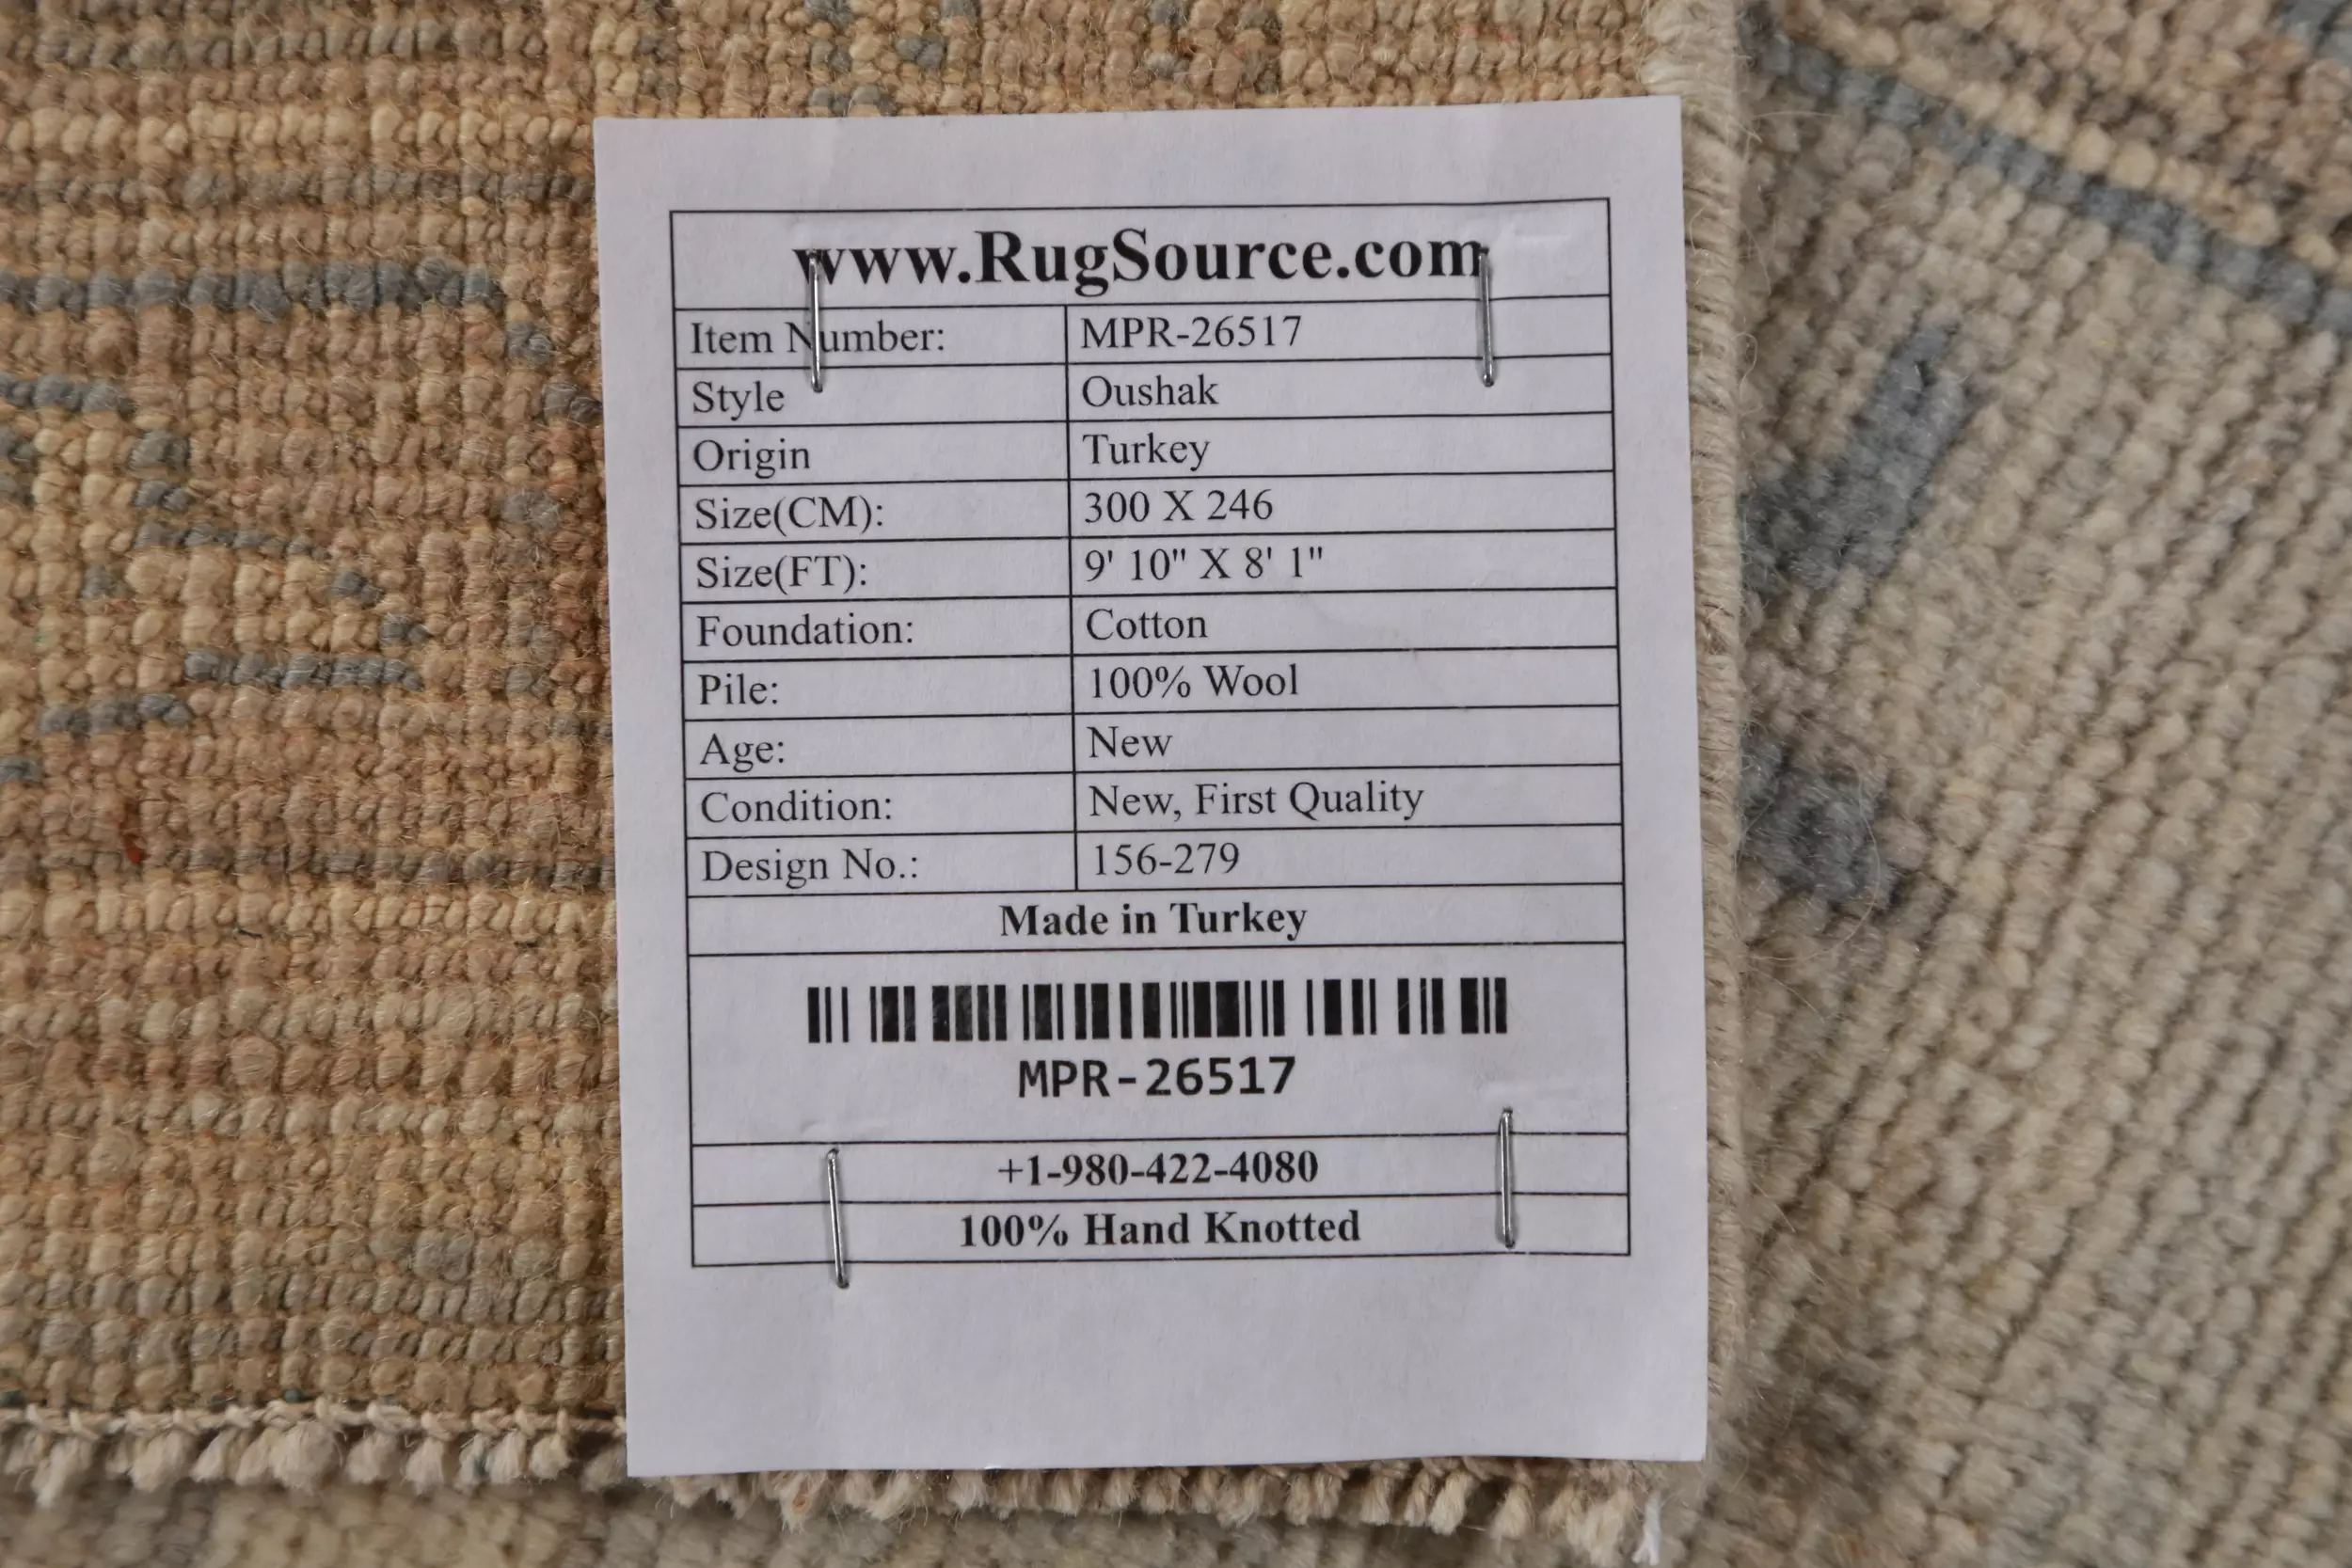 www.RugSource.com
Item Number: MPR-26517
Style Oushak
Origin Turkey
Size(CM): 300 X 246
Size(FT): 9' 10" X 8' 1"
Foundation: Cotton
Pile: 100% Wool
Age: New
Condition: New, First Quality
Design No.: 156-279
Made in Turkey
MPR-26517
+1-980-422-4080
100% Hand Knotted